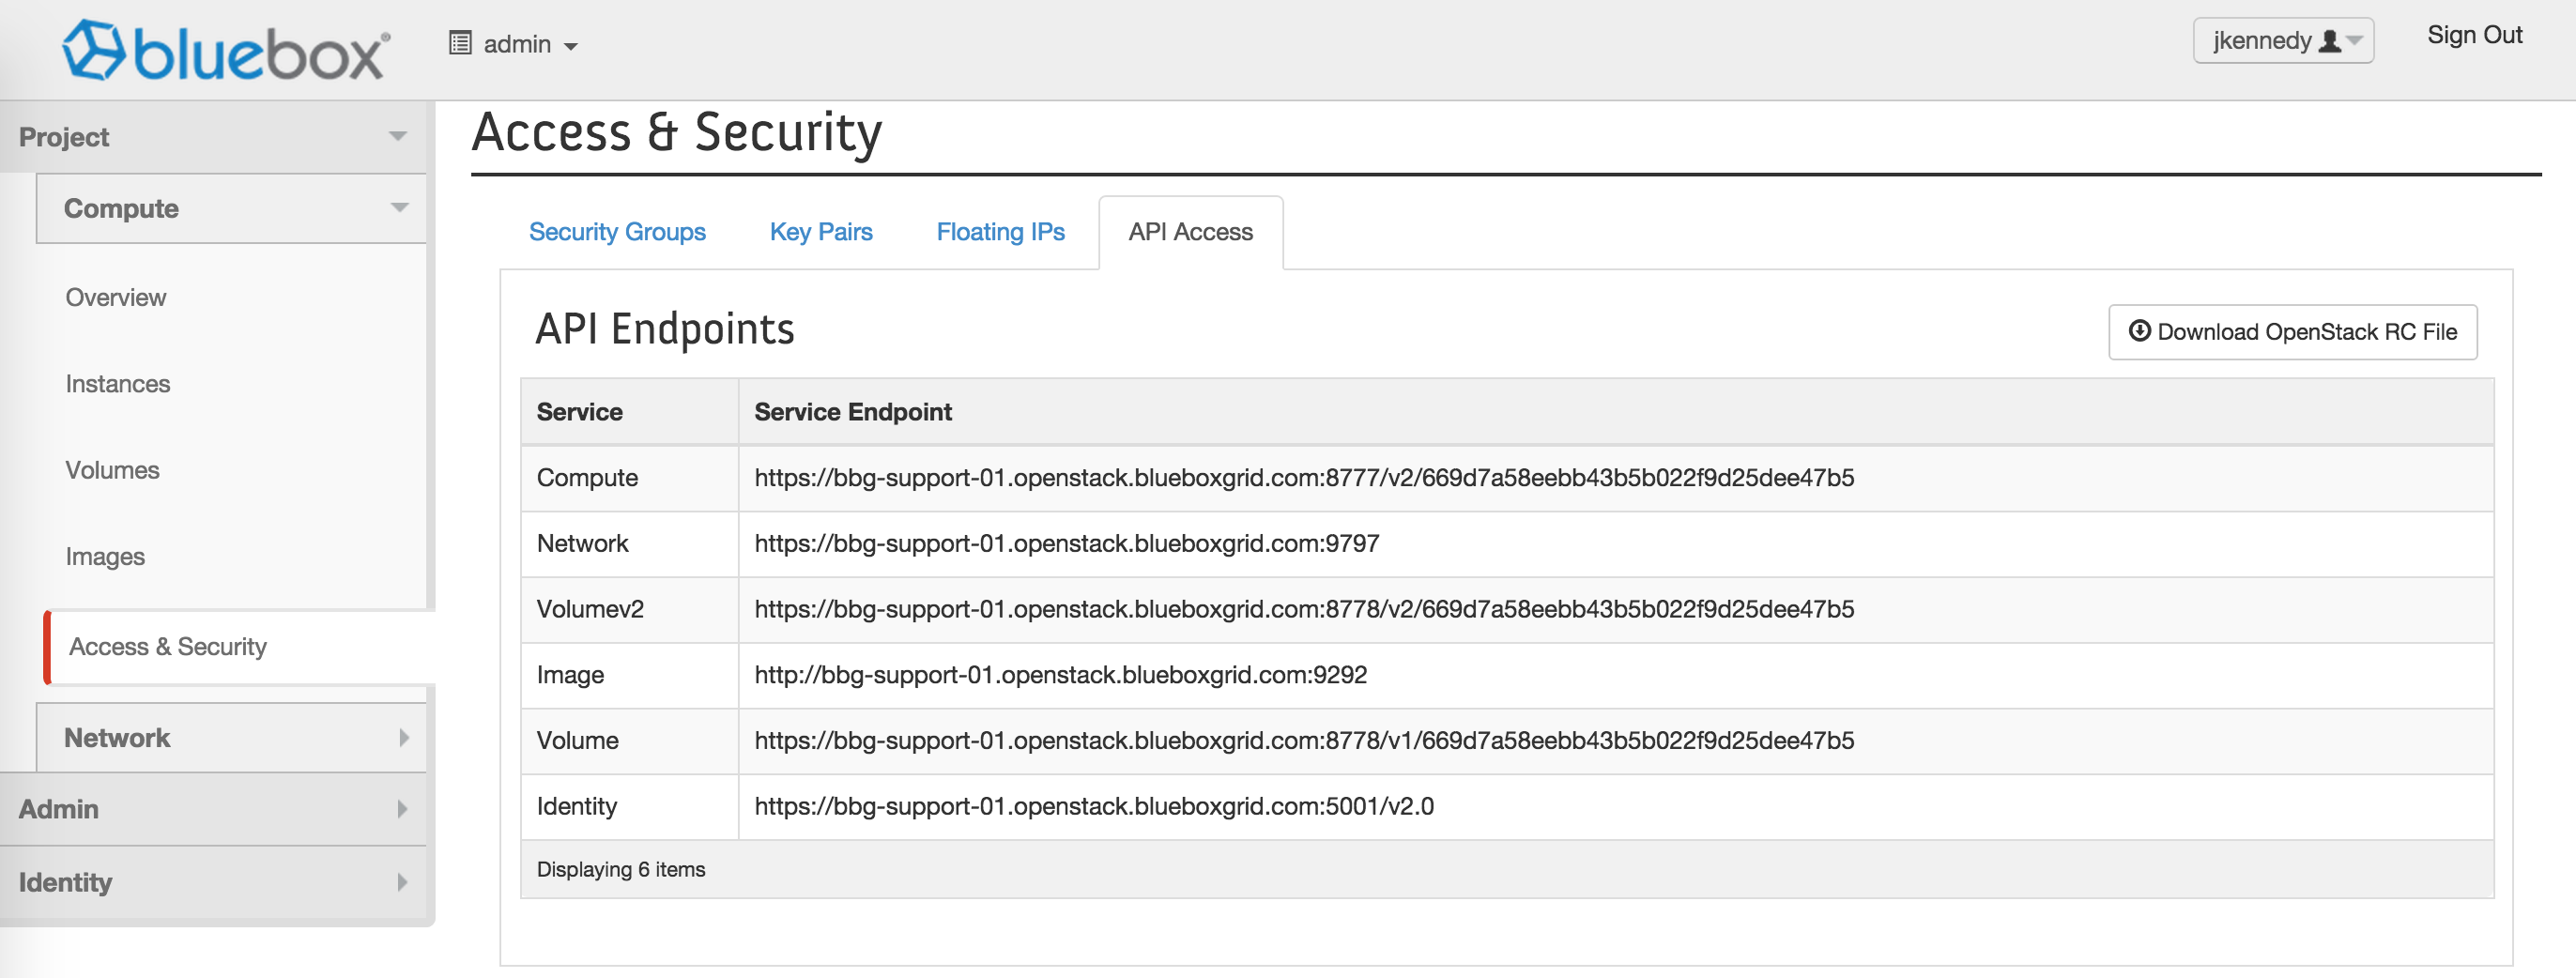 bluebox®
admin
jkennedy
Sign Out
Project
Compute
Overview
Instances
Volumes
Images
Access & Security
Network
Admin
Identity
Access & Security
Security Groups
Key Pairs
Floating IPs
API Access
API Endpoints
Download OpenStack RC File
Service Service Endpoint
Compute https://bbg-support-01.openstack.blueboxgrid.com:8777/v2/669d7a58eebb43b5b022f9d25dee47b5
Network https://bbg-support-01.openstack.blueboxgrid.com:9797
Volumev2 https://bbg-support-01.openstack.blueboxgrid.com:8778/v2/669d7a58eebb43b5b022f9d25dee47b5
Image http://bbg-support-01.openstack.blueboxgrid.com:9292
Volume https://bbg-support-01.openstack.blueboxgrid.com:8778/v1/669d7a58eebb43b5b022f9d25dee47b5
Identity https://bbg-support-01.openstack.blueboxgrid.com:5001/v2.0
Displaying 6 items